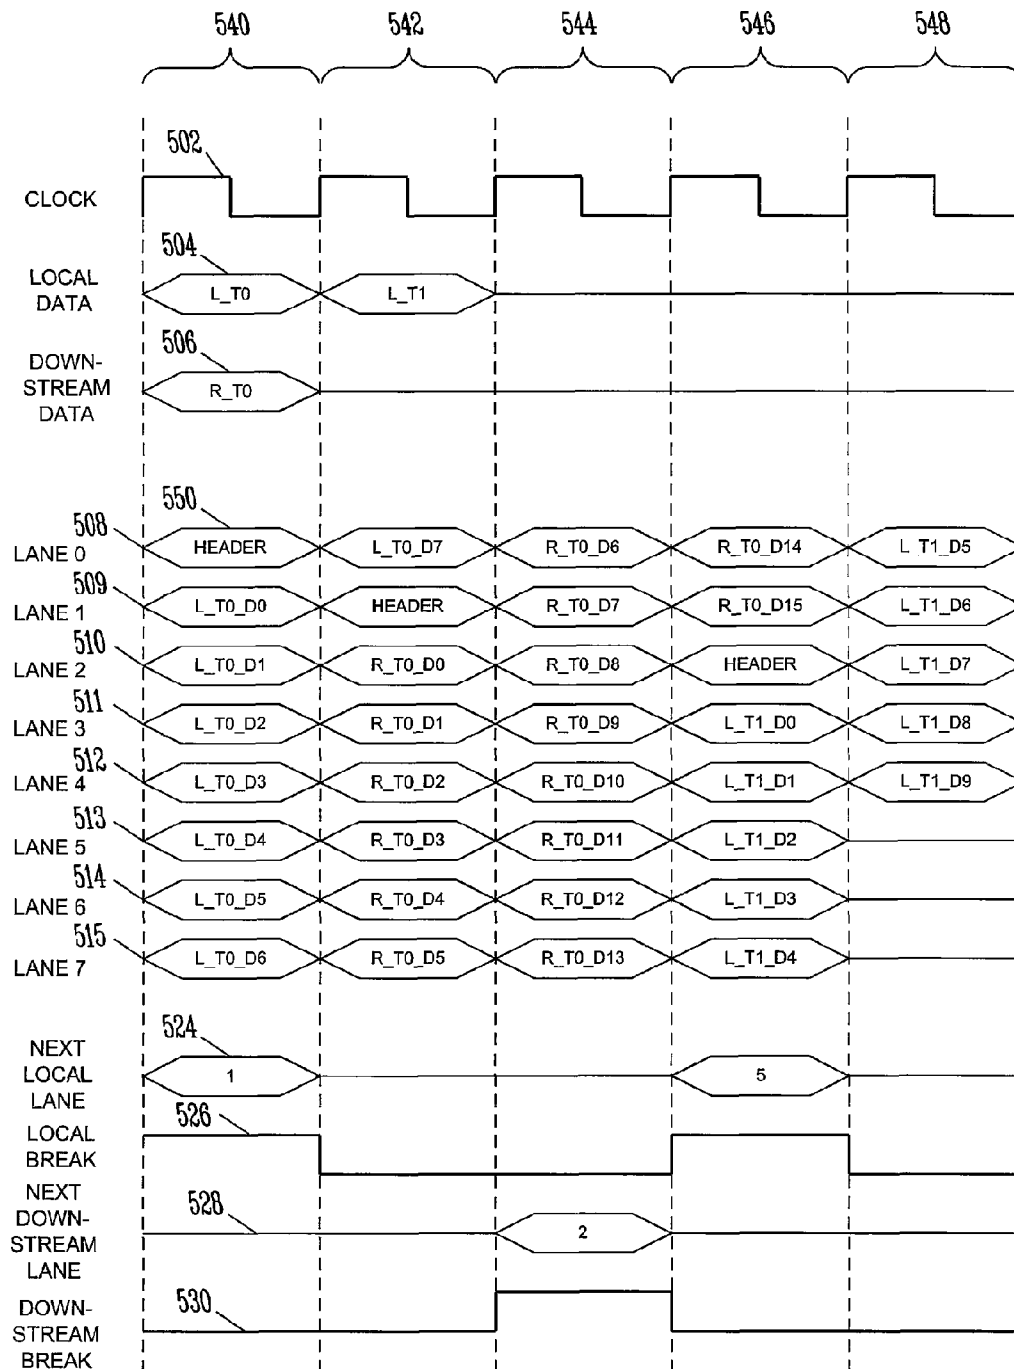 540 542 544 546 548
502
CLOCK
504
LOCAL
DATA
L_T0 L_T1
506
DOWN-
STREAM
DATA
R_T0
550
508
LANE 0 HEADER L_T0_D7 R_T0_D6 R_T0_D14 L_T1_D5
509
LANE 1 L_T0_D0 HEADER R_T0_D7 R_T0_D15 L_T1_D6
510
LANE 2 L_T0_D1 R_T0_D0 R_T0_D8 HEADER L_T1_D7
511
LANE 3 L_T0_D2 R_T0_D1 R_T0_D9 L_T1_D0 L_T1_D8
512
LANE 4 L_T0_D3 R_T0_D2 R_T0_D10 L_T1_D1 L_T1_D9
513
LANE 5 L_T0_D4 R_T0_D3 R_T0_D11 L_T1_D2
514
LANE 6 L_T0_D5 R_T0_D4 R_T0_D12 L_T1_D3
515
LANE 7 L_T0_D6 R_T0_D5 R_T0_D13 L_T1_D4
524
NEXT
LOCAL
LANE
1 5
526
LOCAL
BREAK
528
NEXT
DOWN-
STREAM
LANE
2
530
DOWN-
STREAM
BREAK